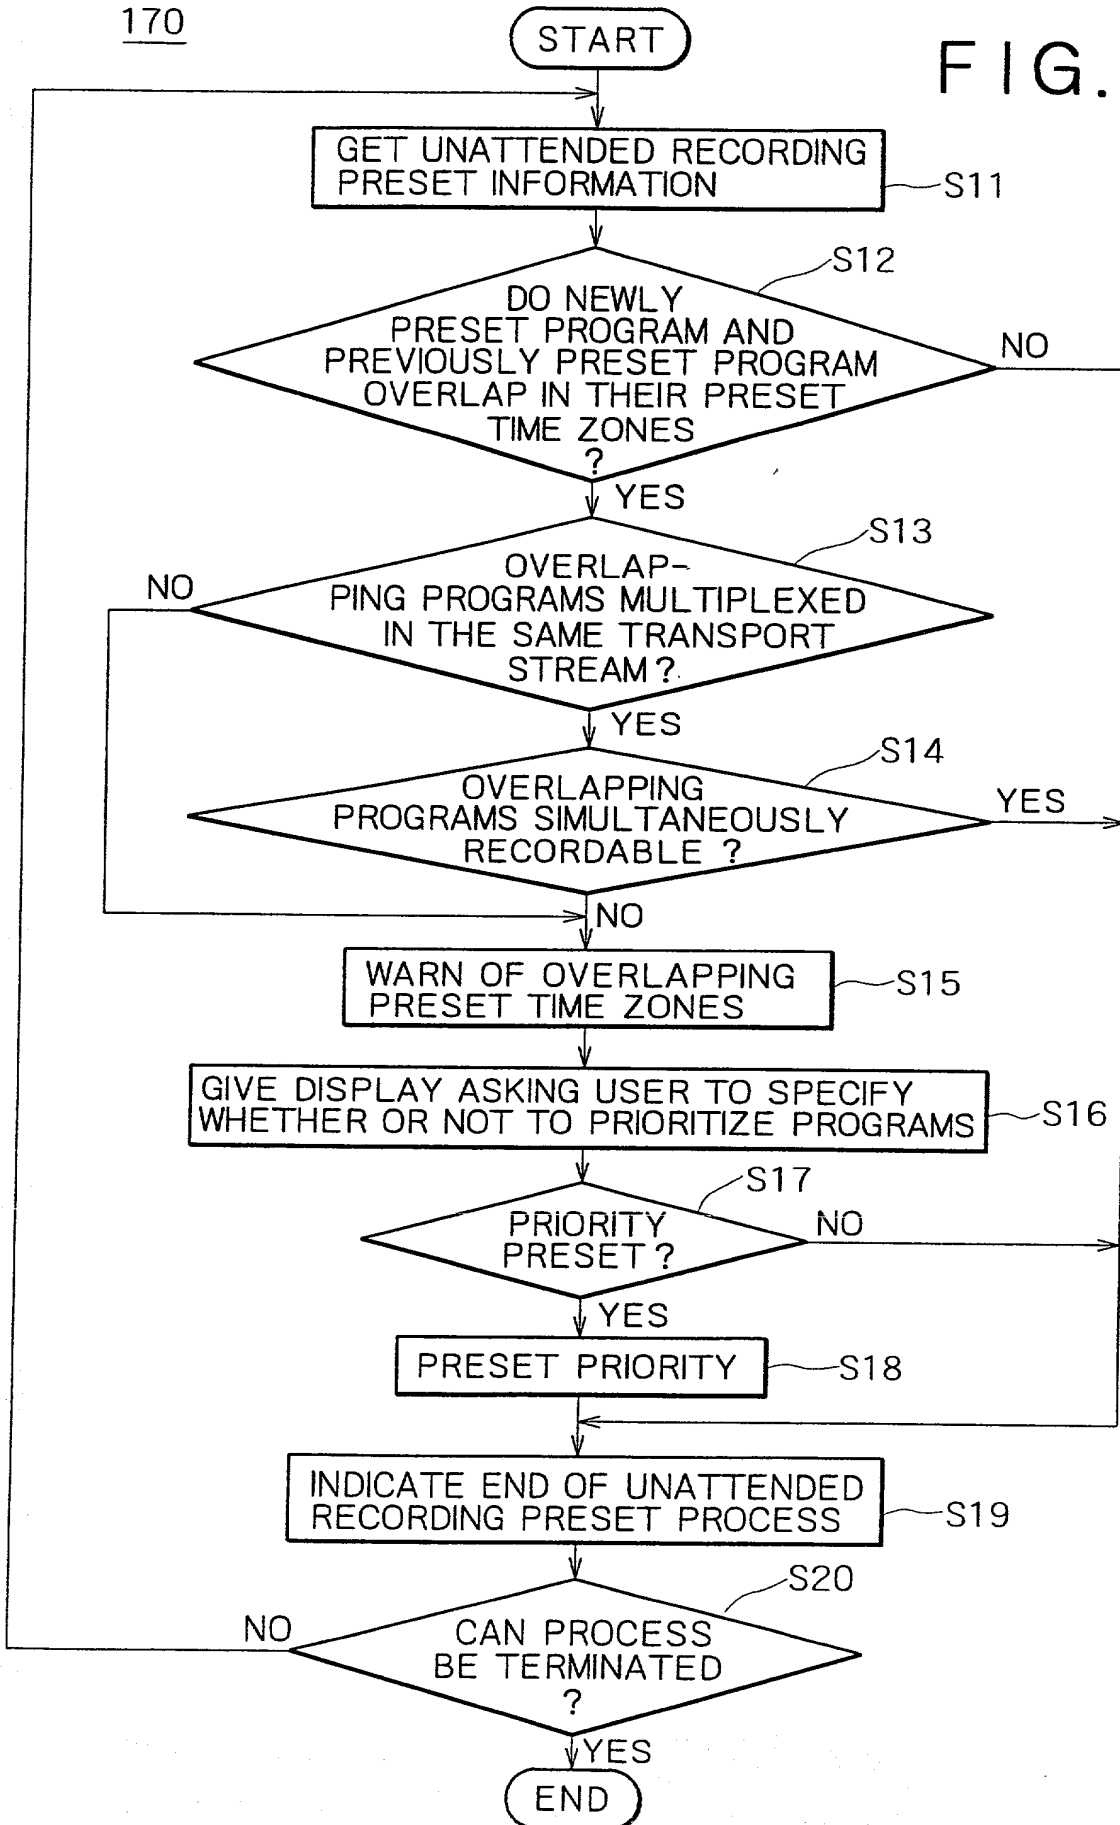 170
START
FIG.
GET UNATTENDED RECORDING
PRESET INFORMATION
S11
S12
DO NEWLY
PRESET PROGRAM AND
PREVIOUSLY PRESET PROGRAM
OVERLAP IN THEIR PRESET
TIME ZONES
?
NO
YES
S13
OVERLAP-
PING PROGRAMS MULTIPLEXED
IN THE SAME TRANSPORT
STREAM?
NO
YES
S14
OVERLAPPING
PROGRAMS SIMULTANEOUSLY
RECORDABLE ?
YES
NO
WARN OF OVERLAPPING
PRESET TIME ZONES
S15
GIVE DISPLAY ASKING USER TO SPECIFY
WHETHER OR NOT TO PRIORITIZE PROGRAMS
S16
S17
PRIORITY
PRESET ?
NO
YES
PRESET PRIORITY
S18
INDICATE END OF UNATTENDED
RECORDING PRESET PROCESS
S19
S20
CAN PROCESS
BE TERMINATED
?
NO
YES
END